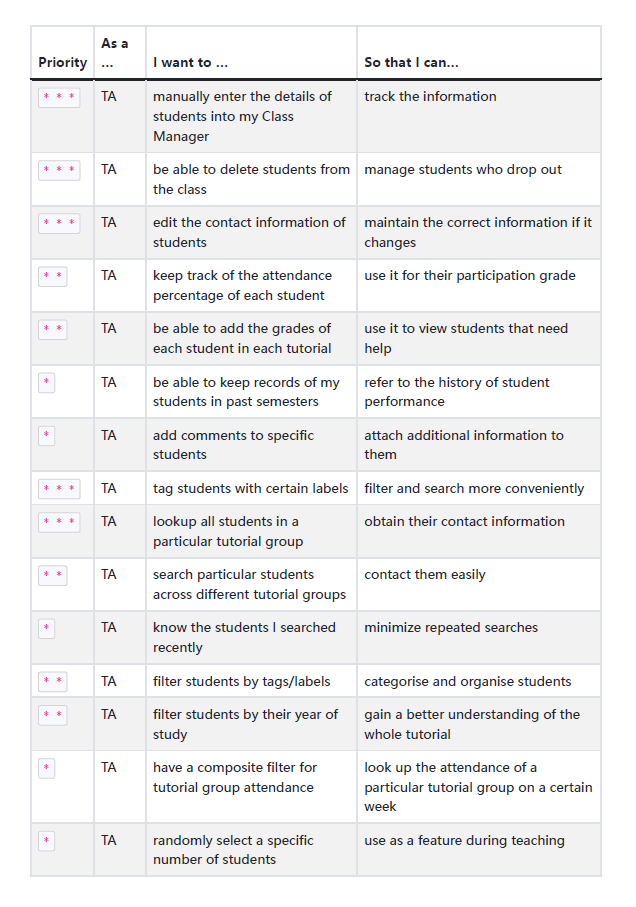 Priority As a ... I want to ... So that I can...
* * * TA manually enter the details of students into my Class Manager track the information
* * * TA be able to delete students from the class manage students who drop out
* * * TA edit the contact information of students maintain the correct information if it changes
* * TA keep track of the attendance percentage of each student use it for their participation grade
* * TA be able to add the grades of each student in each tutorial use it to view students that need help
* TA be able to keep records of my students in past semesters refer to the history of student performance
* TA add comments to specific students attach additional information to them
* * * TA tag students with certain labels filter and search more conveniently
* * * TA lookup all students in a particular tutorial group obtain their contact information
* * TA search particular students across different tutorial groups contact them easily
* TA know the students I searched recently minimize repeated searches
* * TA filter students by tags/labels categorise and organise students
* * TA filter students by their year of study gain a better understanding of the whole tutorial
* TA have a composite filter for tutorial group attendance look up the attendance of a particular tutorial group on a certain week
* TA randomly select a specific number of students use as a feature during teaching